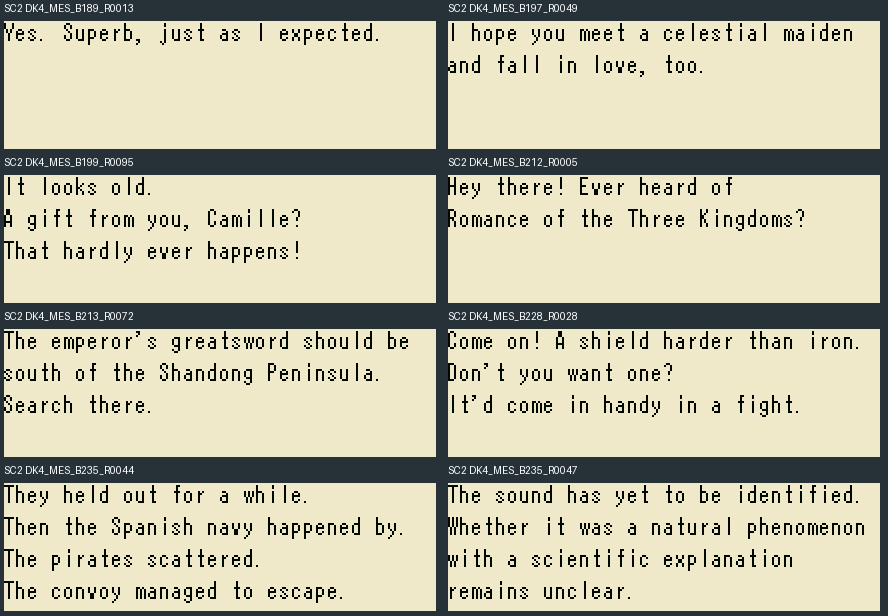 SC2 DK4_MES_B189_R0013
Yes. Superb, just as I expected.
SC2 DK4_MES_B197_R0049
I hope you meet a celestial maiden
and fall in love, too.
SC2 DK4_MES_B199_R0095
It looks old.
A gift from you, Camille?
That hardly ever happens!
SC2 DK4_MES_B212_R0005
Hey there! Ever heard of
Romance of the Three Kingdoms?
SC2 DK4_MES_B213_R0072
The emperor's greatsword should be
south of the Shandong Peninsula.
Search there.
SC2 DK4_MES_B228_R0028
Come on! A shield harder than iron.
Don't you want one?
It'd come in handy in a fight.
SC2 DK4_MES_B235_R0044
They held out for a while.
Then the Spanish navy happened by.
The pirates scattered.
The convoy managed to escape.
SC2 DK4_MES_B235_R0047
The sound has yet to be identified.
Whether it was a natural phenomenon
with a scientific explanation
remains unclear.